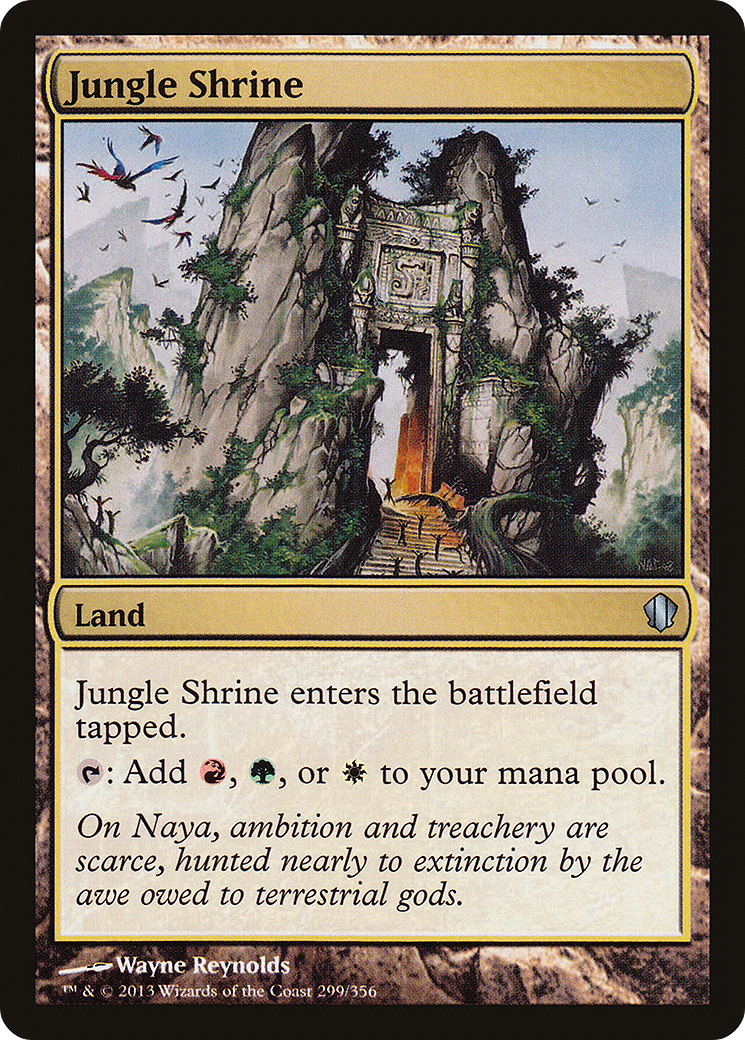 Jungle Shrine
Land
Jungle Shrine enters the battlefield
tapped.
: Add , , or to your mana pool.
On Naya, ambition and treachery are
scarce, hunted nearly to extinction by the
awe owed to terrestrial gods.
Wayne Reynolds
™ & © 2013 Wizards of the Coast 299/356